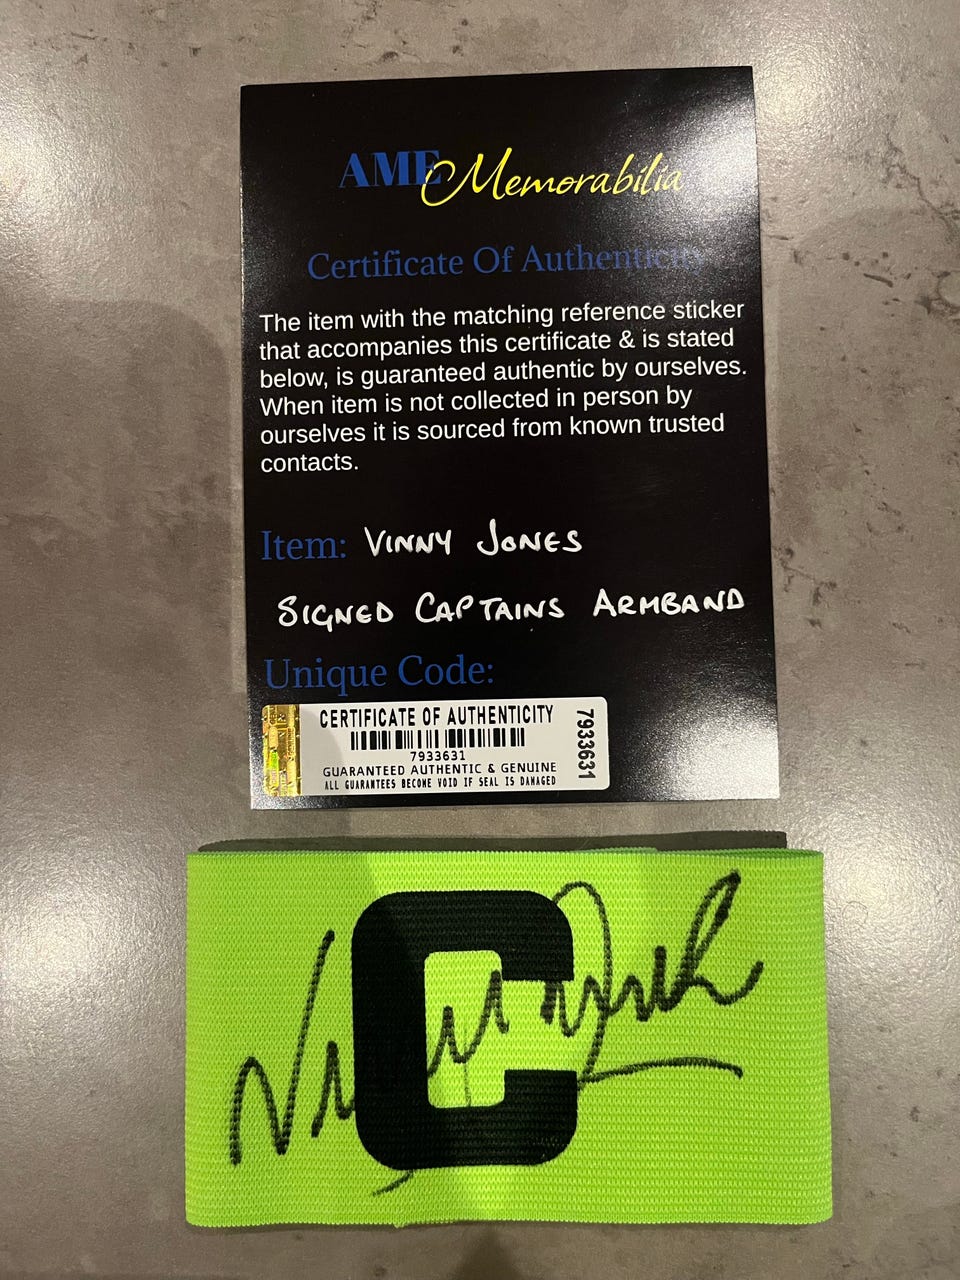 AME Memorabilia
Certificate Of Authenticity
The item with the matching reference sticker
that accompanies this certificate & is stated
below, is guaranteed authentic by ourselves.
When item is not collected in person by
ourselves it is sourced from known trusted
contacts.
Item: VINNY JONES
SIGNED CAPTAINS ARMBAND
Unique Code:
CERTIFICATE OF AUTHENTICITY
7933631
GUARANTEED AUTHENTIC & GENUINE
ALL GUARANTEES BECOME VOID IF SEAL IS DAMAGED
7933631
C